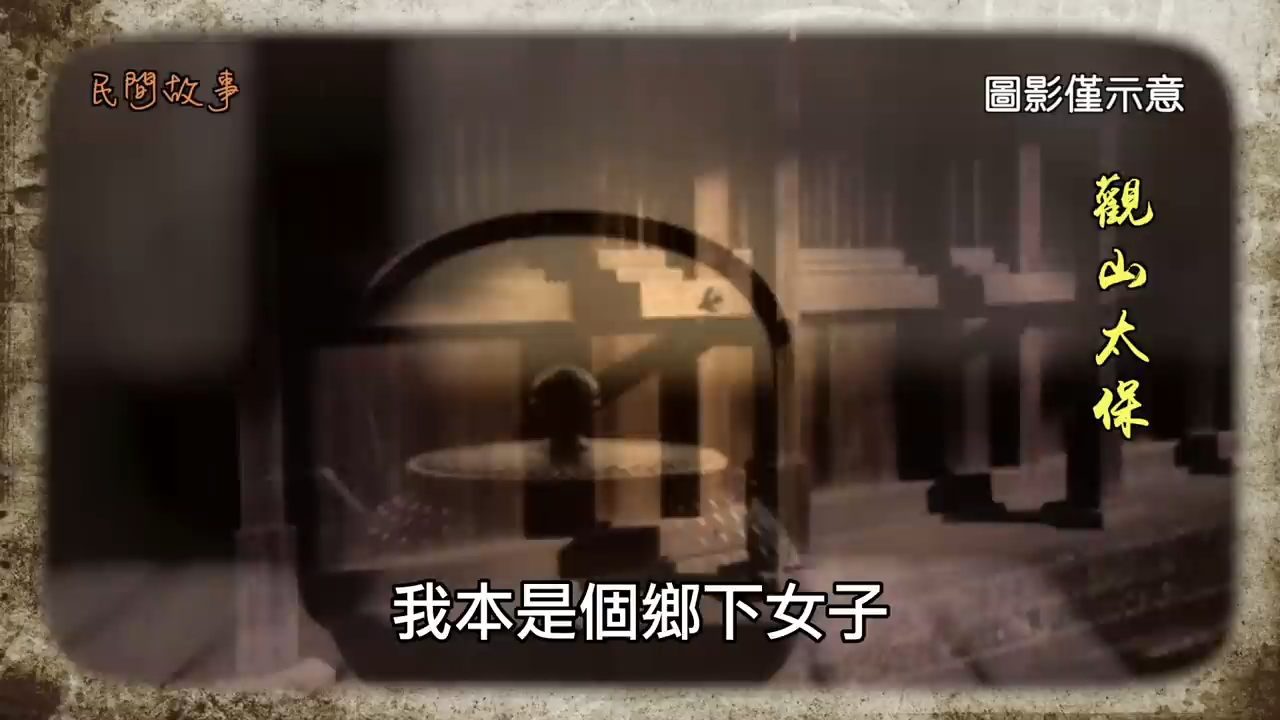 民間故事
圖影僅示意
觀山太保
我本是個鄉下女子